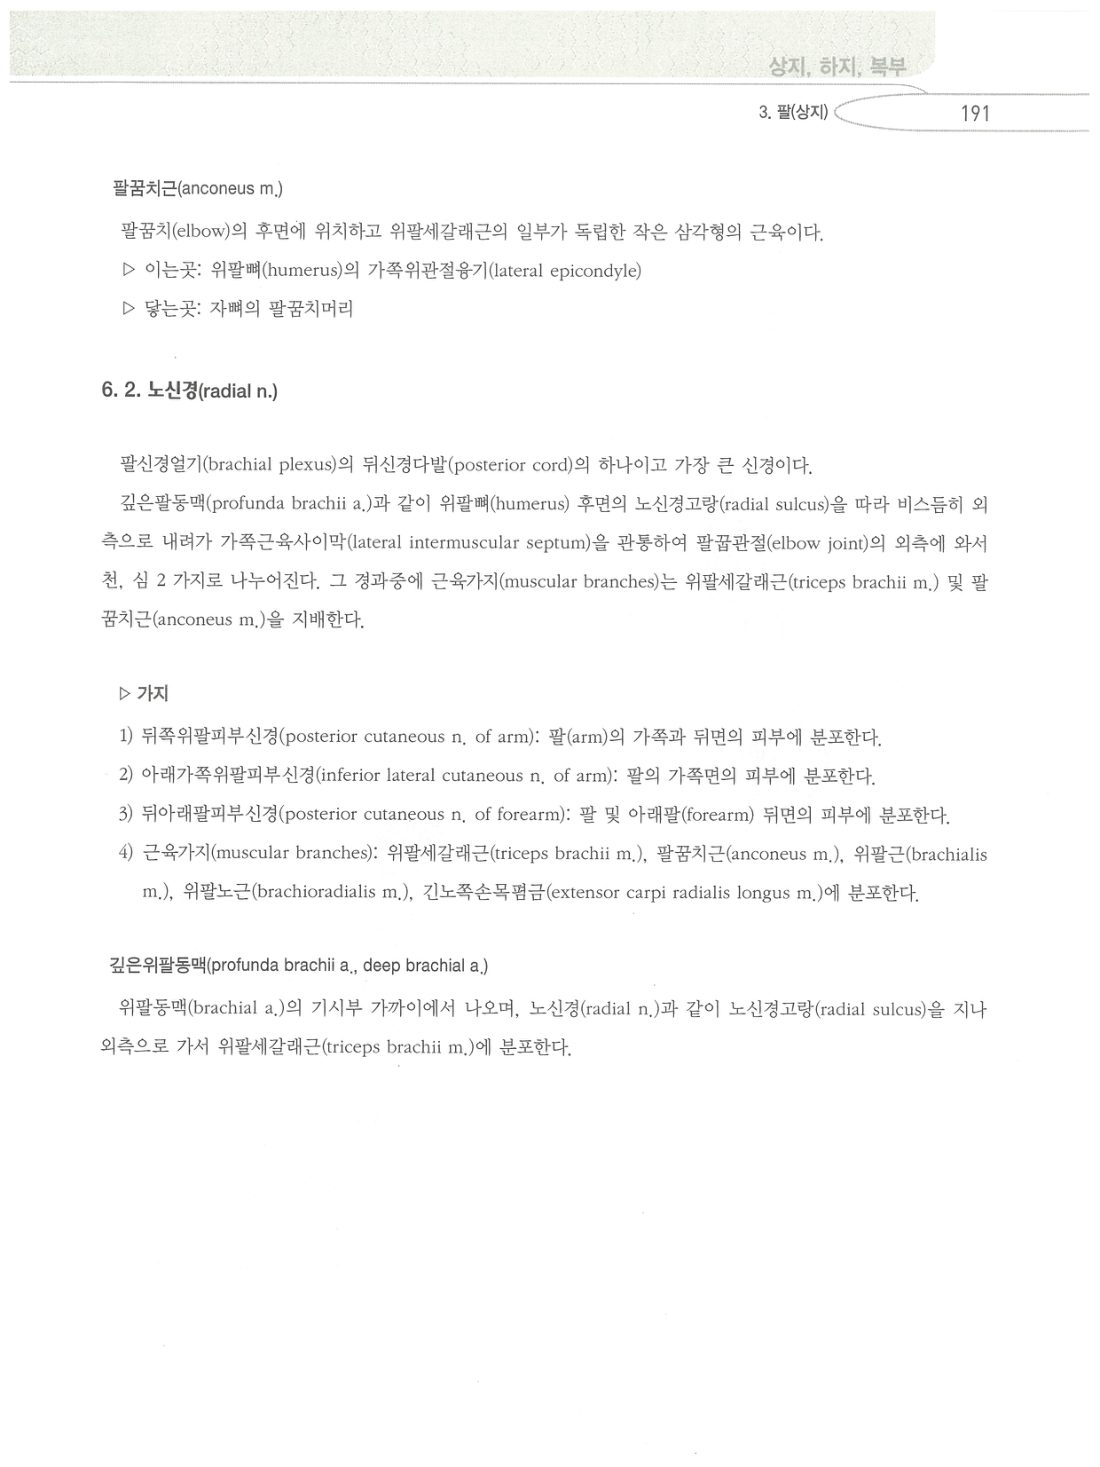 상지, 하지, 복부
3. 팔(상지)
191
팔꿈치근(anconeus m.)
팔꿈치(elbow)의 후면에 위치하고 위팔세갈래근의 일부가 독립한 작은 삼각형의 근육이다.
▷ 이는곳: 위팔뼈(humerus)의 가쪽위관절융기(lateral epicondyle)
▷ 닿는곳: 자뼈의 팔꿈치머리
6. 2. 노신경(radial n.)
팔신경얼기(brachial plexus)의 뒤신경다발(posterior cord)의 하나이고 가장 큰 신경이다.
깊은팔동맥(profunda brachii a.)과 같이 위팔뼈(humerus) 후면의 노신경고랑(radial sulcus)을 따라 비스듬히 외
측으로 내려가 가쪽근육사이막(lateral intermuscular septum)을 관통하여 팔꿉관절(elbow joint)의 외측에 와서
천, 심 2 가지로 나누어진다. 그 경과중에 근육가지(muscular branches)는 위팔세갈래근(triceps brachii m.) 및 팔
꿈치근(anconeus m.)을 지배한다.
▷ 가지
1) 뒤쪽위팔피부신경(posterior cutaneous n. of arm): 팔(arm)의 가쪽과 뒤면의 피부에 분포한다.
2) 아래가쪽위팔피부신경(inferior lateral cutaneous n. of arm): 팔의 가쪽면의 피부에 분포한다.
3) 뒤아래팔피부신경(posterior cutaneous n. of forearm): 팔 및 아래팔(forearm) 뒤면의 피부에 분포한다.
4) 근육가지(muscular branches): 위팔세갈래근(triceps brachii m.), 팔꿈치근(anconeus m.), 위팔근(brachialis
m.), 위팔노근(brachioradialis m.), 긴노쪽손목폄금(extensor carpi radialis longus m.)에 분포한다.
깊은위팔동맥(profunda brachii a., deep brachial a.)
위팔동맥(brachial a.)의 기시부 가까이에서 나오며, 노신경(radial n.)과 같이 노신경고랑(radial sulcus)을 지나
외측으로 가서 위팔세갈래근(triceps brachii m.)에 분포한다.